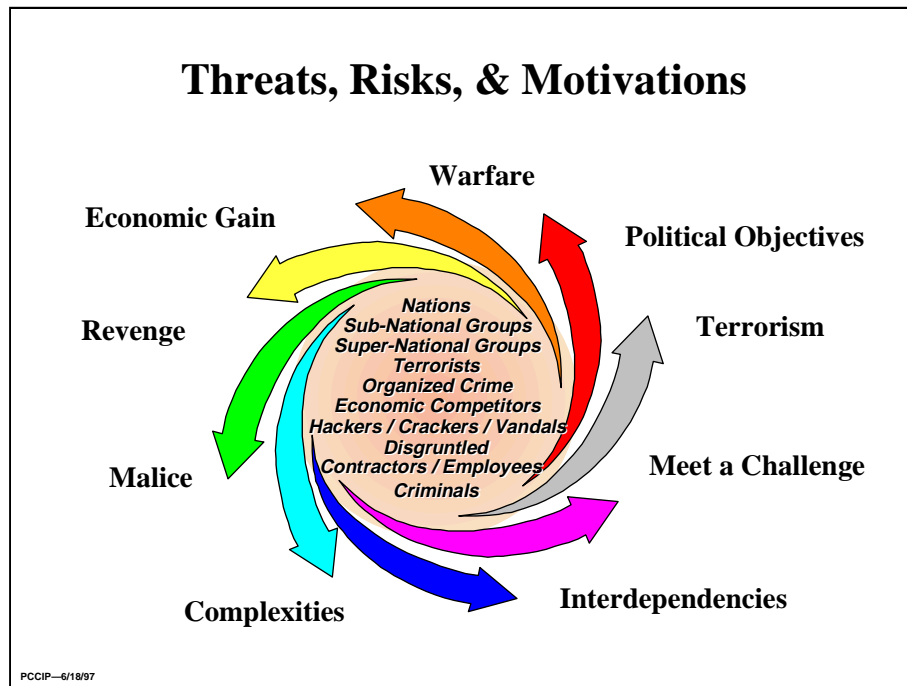 Threats, Risks, & Motivations
Warfare
Economic Gain
Political Objectives
Revenge
Terrorism
Nations
Sub-National Groups
Super-National Groups
Terrorists
Organized Crime
Economic Competitors
Hackers / Crackers / Vandals
Disgruntled
Contractors / Employees
Criminals
Malice
Meet a Challenge
Complexities
Interdependencies
PCCIP—6/18/97